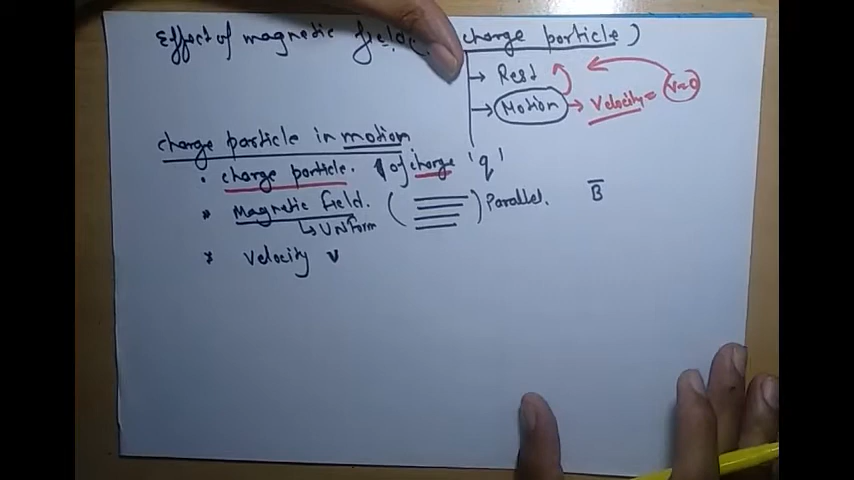 Effect of magnetic field charge particle)
→ Rest
→ Motion → Velocity = V=0
charge particle in motion
• charge particle. of charge 'q'
* Magnetic field. ( ) Parallel. B
↳ UNform
* Velocity v